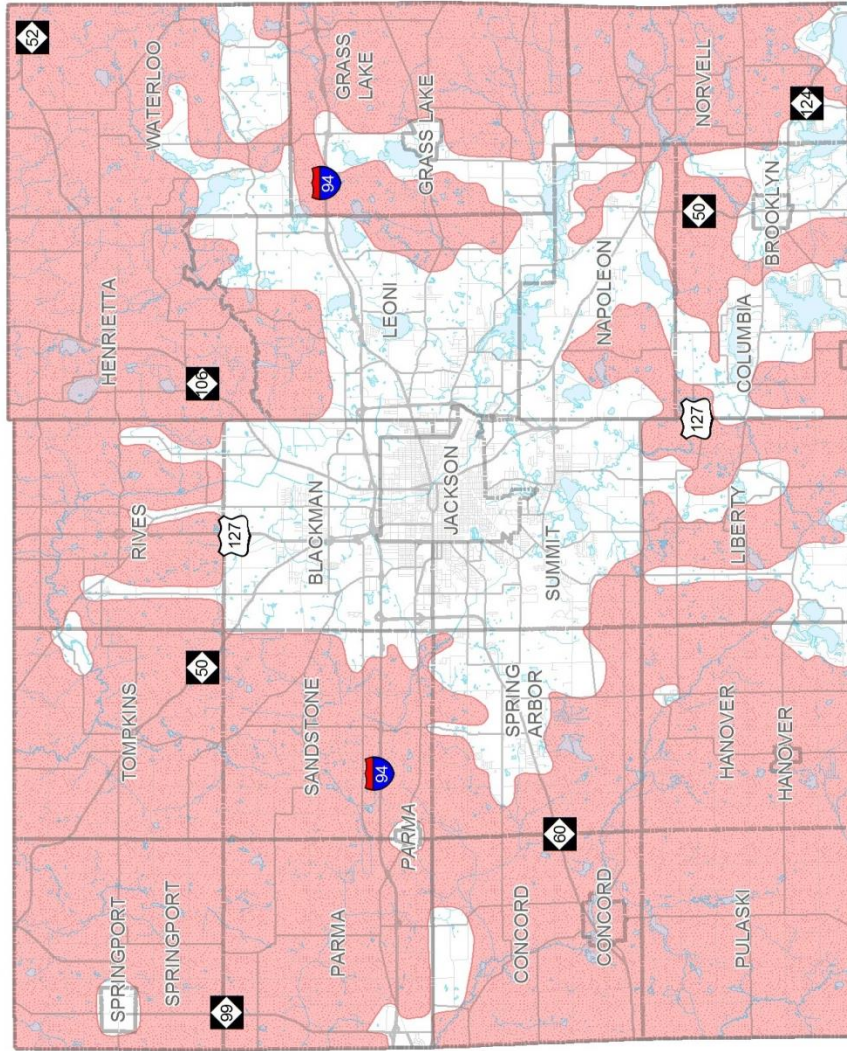 52
SPRINGPORT
TOMPKINS
RIVES
HENRIETTA
WATERLOO
SPRINGPORT
99
50
127
106
PARMA
SANDSTONE
BLACKMAN
LEONI
94
GRASS
LAKE
94
PARMA
JACKSON
GRASS LAKE
CONCORD
SPRING
ARBOR
SUMMIT
60
NAPOLEON
CONCORD
PULASKI
HANOVER
LIBERTY
127
COLUMBIA
50
NORVELL
HANOVER
BROOKLYN
124